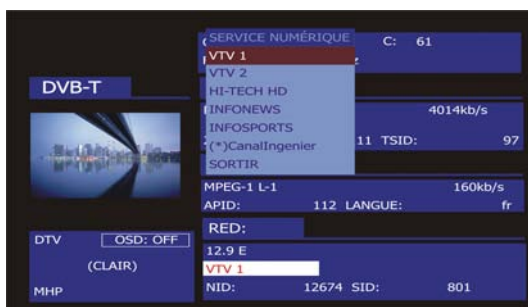 SERVICE NUMÉRIQUE
C: 61
VTV 1
VTV 2
DVB-T
HI-TECH HD
INFONEWS
4014kb/s
INFOSPORTS
(*)CanalIngenier
11 TSID: 97
SORTIR
MPEG-1 L-1 160kb/s
APID: 112 LANGUE: fr
RED:
DTV OSD: OFF
12.9 E
(CLAIR)
VTV 1
MHP
NID: 12674 SID: 801